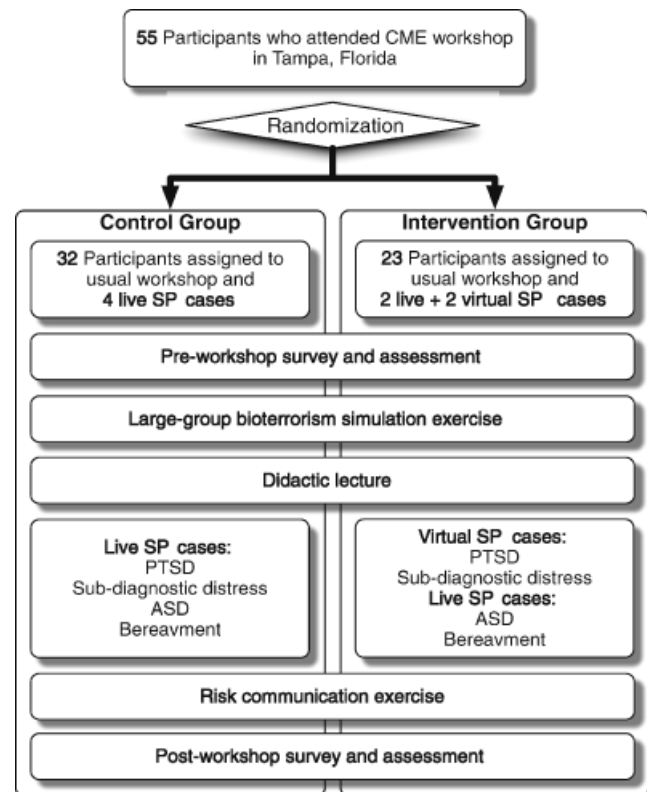 55 Participants who attended CME workshop
in Tampa, Florida
Randomization
Control Group
32 Participants assigned to
usual workshop and
4 live SP cases
Intervention Group
23 Participants assigned to
usual workshop and
2 live + 2 virtual SP cases
Pre-workshop survey and assessment
Large-group bioterrorism simulation exercise
Didactic lecture
Live SP cases:
PTSD
Sub-diagnostic distress
ASD
Bereavment
Virtual SP cases:
PTSD
Sub-diagnostic distress
Live SP cases:
ASD
Bereavment
Risk communication exercise
Post-workshop survey and assessment